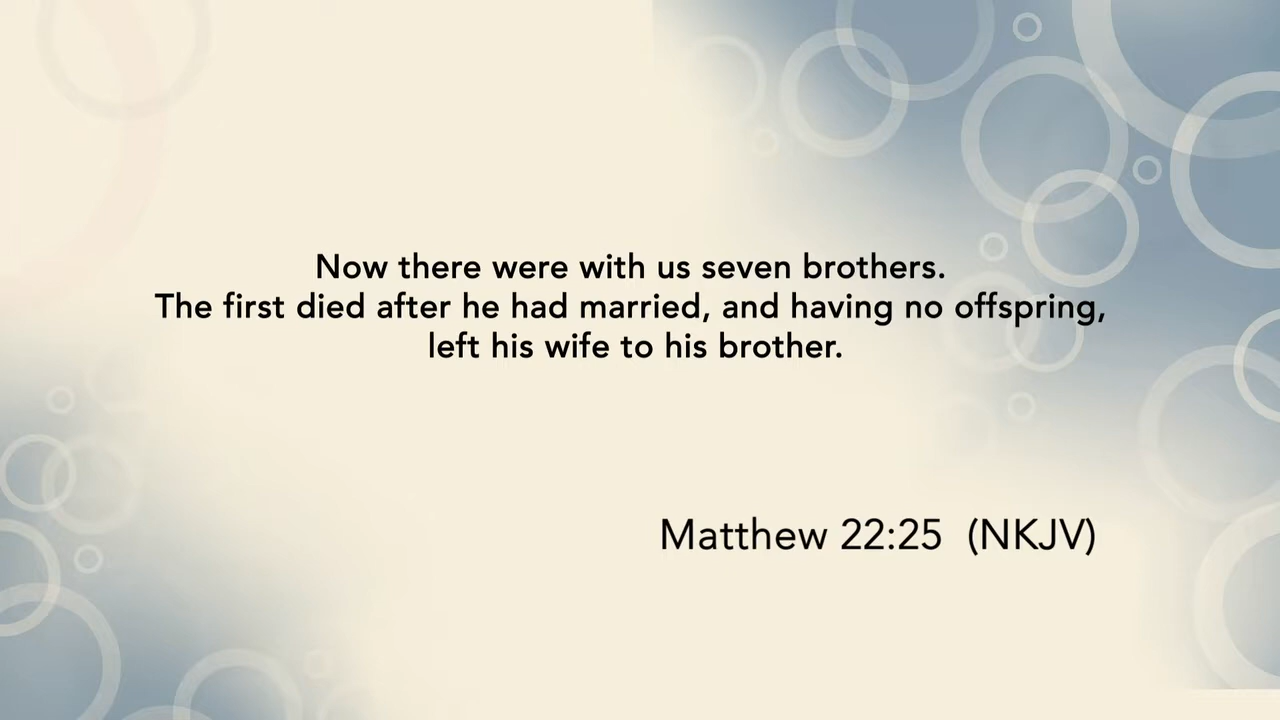 Now there were with us seven brothers.
The first died after he had married, and having no offspring,
left his wife to his brother.
Matthew 22:25 (NKJV)